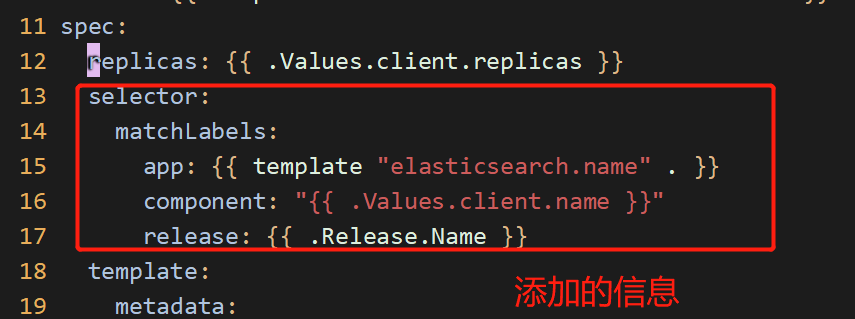 11 spec:
12 replicas: {{ .Values.client.replicas }}
13 selector:
14 matchLabels:
15 app: {{ template "elasticsearch.name" . }}
16 component: "{{ .Values.client.name }}"
17 release: {{ .Release.Name }}
18 template:
添加的信息
19 metadata: